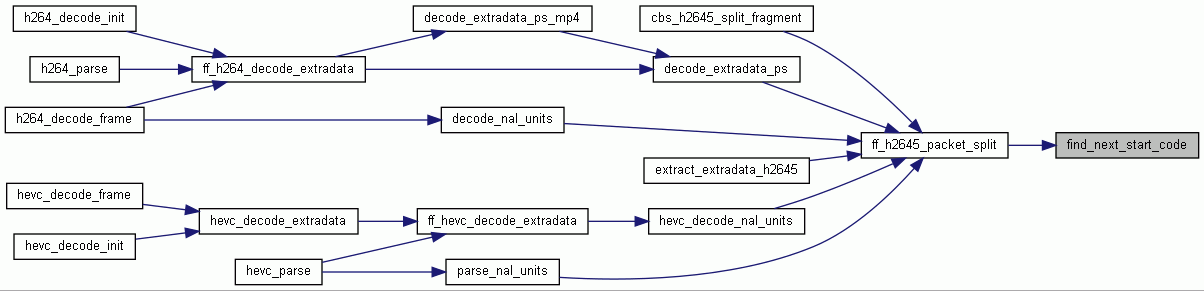 h264_decode_init
decode_extradata_ps_mp4
cbs_h2645_split_fragment
h264_parse
ff_h264_decode_extradata
decode_extradata_ps
h264_decode_frame
decode_nal_units
ff_h2645_packet_split
find_next_start_code
extract_extradata_h2645
hevc_decode_frame
hevc_decode_extradata
ff_hevc_decode_extradata
hevc_decode_nal_units
hevc_decode_init
hevc_parse
parse_nal_units